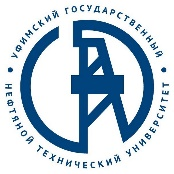 УФИМСКИЙ ГОСУДАРСТВЕННЫЙ
НЕФТЯНОЙ ТЕХНИЧЕСКИЙ УНИВЕРСИТЕТ